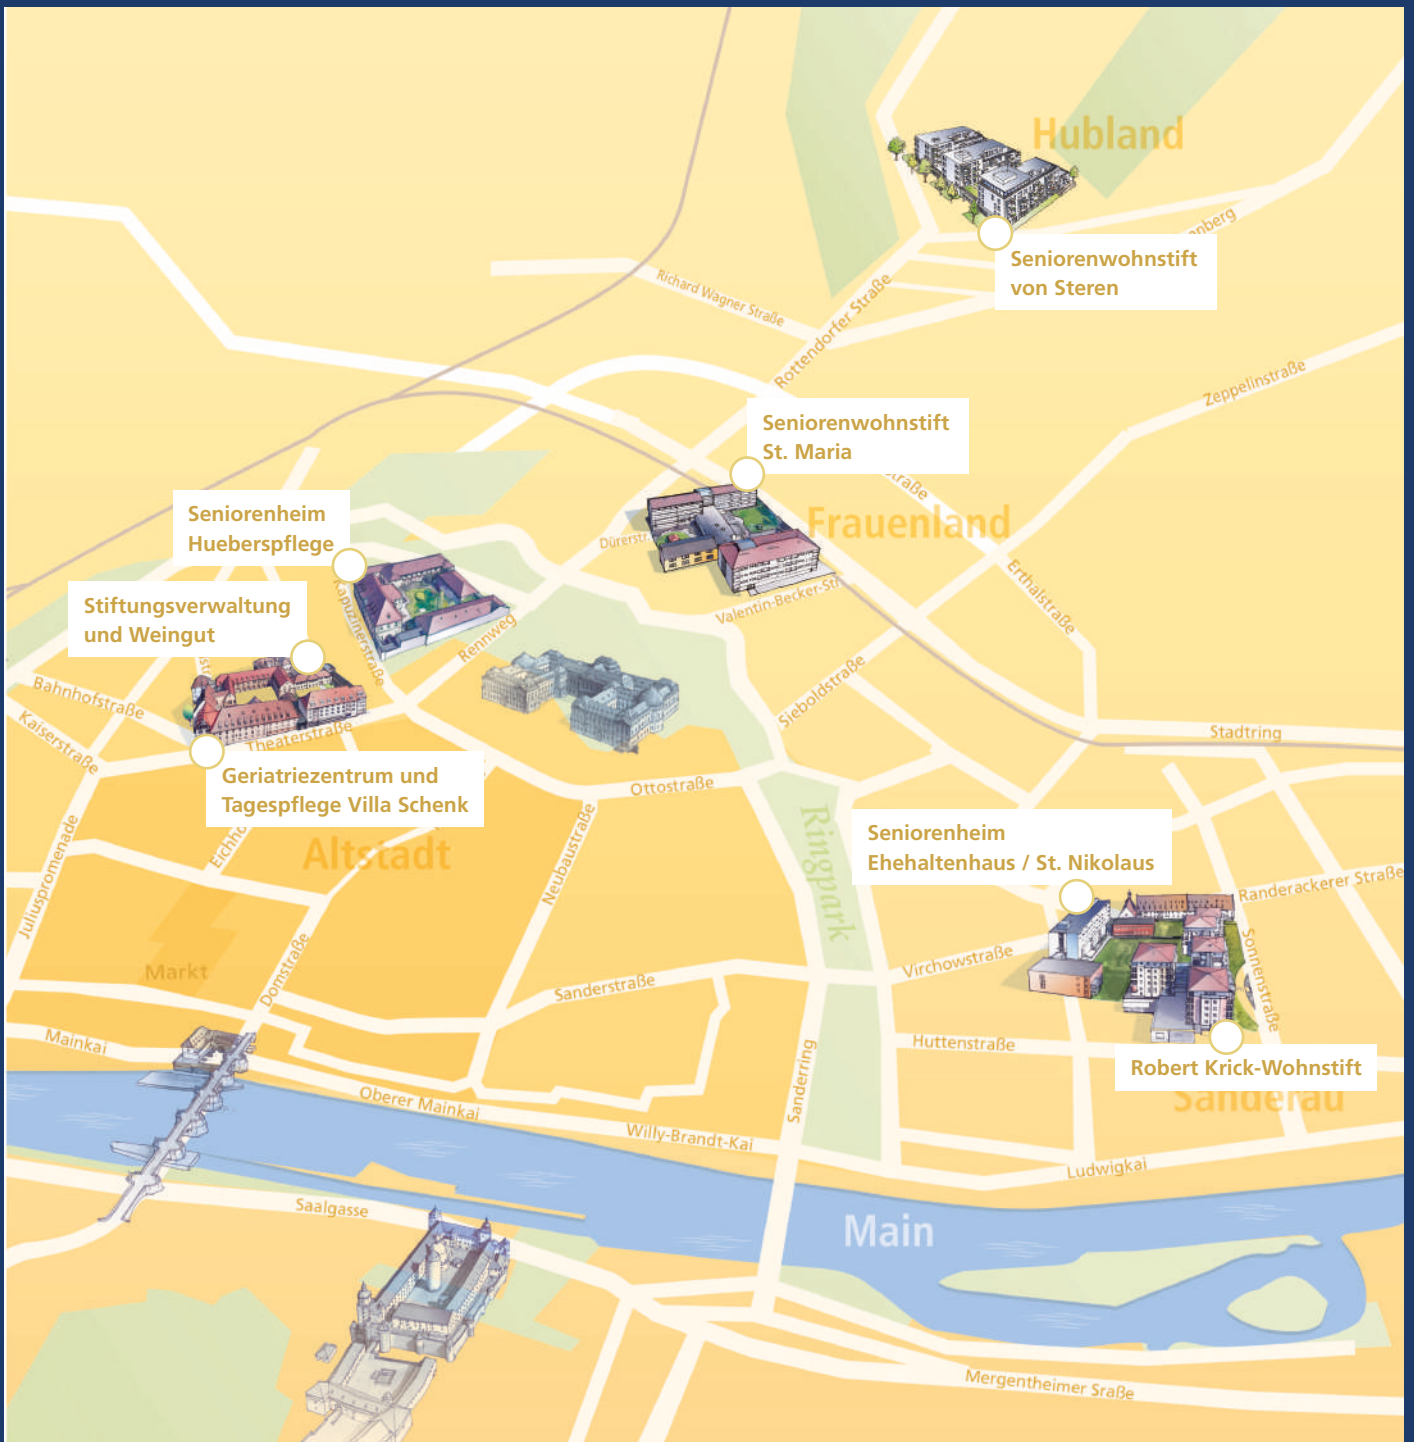 Hubland
Seniorenwohnstift
von Steren
Richard Wagner Straße
Rottendorfer Straße
Zeppelinstraße
Seniorenwohnstift
St. Maria
Frauenland
Dürerstr.
Valentin-Becker-Str.
Erthalstraße
Seniorenheim
Hueberspflege
Kapuzinerstraße
Rennweg
Stiftungsverwaltung
und Weingut
Bahnhofstraße
Kaiserstraße
Theaterstraße
Sieboldstraße
Stadtring
Geriatriezentrum und
Tagespflege Villa Schenk
Ottostraße
Neubaustraße
Altstadt
Juliuspromenade
Ringpark
Seniorenheim
Ehehaltenhaus / St. Nikolaus
Randerackerer Straße
Sonnenstraße
Virchowstraße
Markt
Domstraße
Sanderstraße
Mainkai
Huttenstraße
Robert Krick-Wohnstift
Sanderau
Oberer Mainkai
Sanderring
Willy-Brandt-Kai
Ludwigkai
Saalgasse
Main
Mergentheimer Sraße